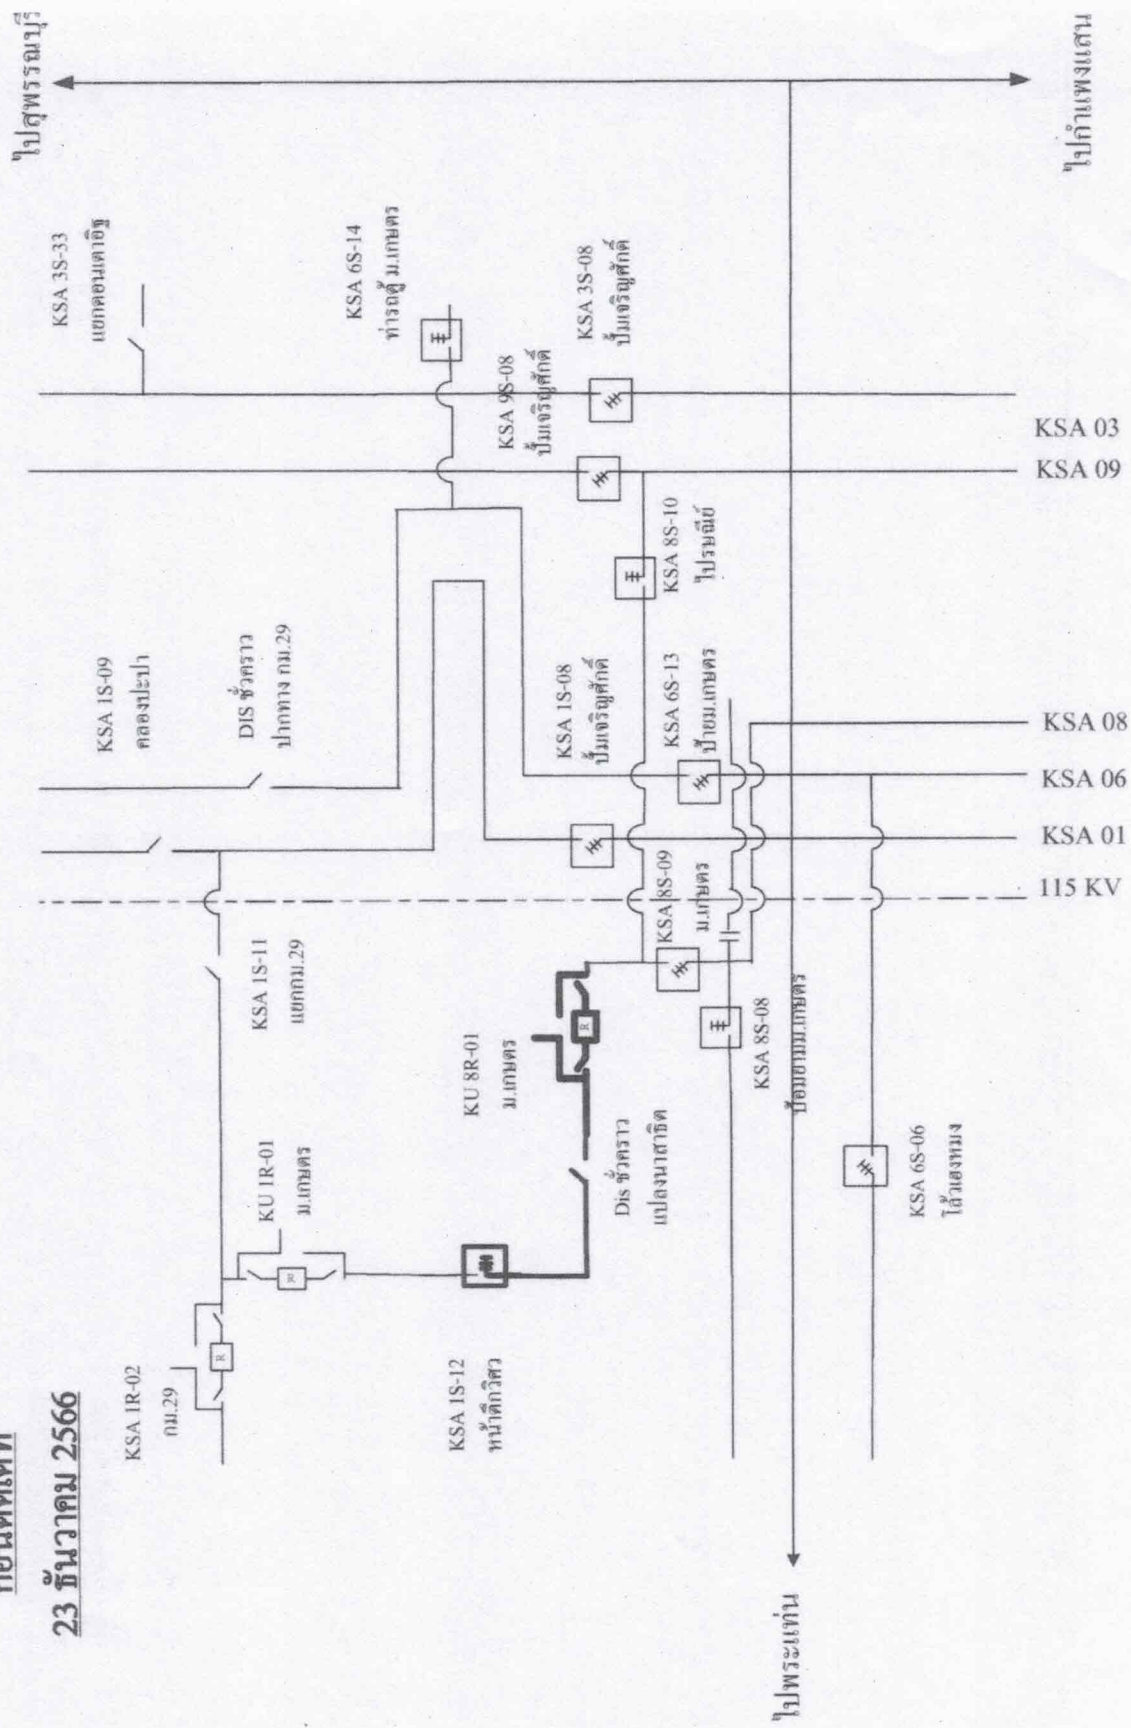 23 ธันวาคม 2566
ไปสุพรรณบุรี
KSA 3S-33
แยกดอนเตาอิฐ
KSA 6S-14
ท่ารถตู้ ม.เกษตร
KSA 9S-08
ปั๊มเจริญศักดิ์
KSA 3S-08
ปั๊มเจริญศักดิ์
ไปกำแพงแสน
KSA 03
KSA 09
KSA 1S-09
คลองประปา
DIS ชั่วคราว
ปากทาง กม.29
KSA 8S-10
ไปรษณีย์
KSA 1S-08
ปั๊มเจริญศักดิ์
KSA 6S-13
ป้ายม.เกษตร
KSA 08
KSA 06
KSA 01
115 KV
KSA 8S-09
ม.เกษตร
KSA 1S-11
แยกกม.29
KU 8R-01
ม.เกษตร
R
KSA 8S-08
ป้อมยามม.เกษตร
KU 1R-01
ม.เกษตร
R
Dis ชั่วคราว
แปลงนาสาธิต
KSA 6S-06
โล้วเฮงหมง
KSA 1R-02
กม.29
R
KSA 1S-12
หน้าตึกวิศว
ไปพระแท่น